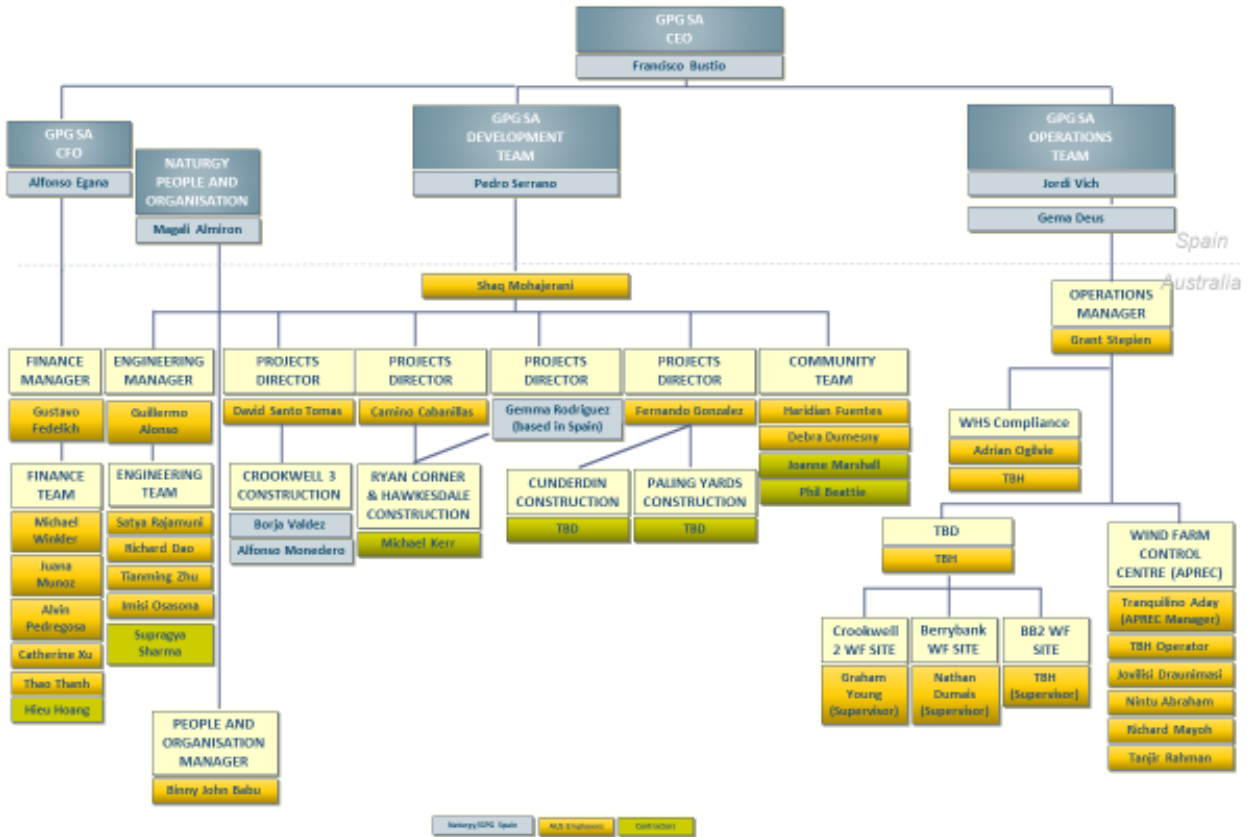 GPG SA
CEO
Francisco Bustio
GPG SA
CFO
Alfonso Egana
NATURGY
PEOPLE AND
ORGANISATION
Magali Almiron
GPG SA
DEVELOPMENT
TEAM
Pedro Serrano
GPG SA
OPERATIONS
TEAM
Jordi Vich
Gema Deus
Spain
Australia
Shaq Mohajerani
OPERATIONS
MANAGER
Grant Stepien
FINANCE
MANAGER
Gustavo
Fedelich
ENGINEERING
MANAGER
Guillermo
Alonso
PROJECTS
DIRECTOR
David Santo Tomas
PROJECTS
DIRECTOR
Camino Cabanillas
PROJECTS
DIRECTOR
Gemma Rodriguez
(based in Spain)
PROJECTS
DIRECTOR
Fernando Gonzalez
COMMUNITY
TEAM
Haridian Fuentes
Debra Dumesny
Joanne Marshall
Phil Beattie
WHS Compliance
Adrian Ogilvie
TBH
FINANCE
TEAM
Michael
Winkler
Juana
Munoz
Alvin
Pedregosa
Catherine Xu
Thao Thanh
Hieu Hoang
ENGINEERING
TEAM
Satya Rajamuni
Richard Dao
Tianming Zhu
Imisi Osasona
Supragya
Sharma
CROOKWELL 3
CONSTRUCTION
Borja Valdez
Alfonso Monedero
RYAN CORNER
& HAWKESDALE
CONSTRUCTION
Michael Kerr
CUNDERDIN
CONSTRUCTION
TBD
PALING YARDS
CONSTRUCTION
TBD
TBD
TBH
WIND FARM
CONTROL
CENTRE (APREC)
Tranquilino Aday
(APREC Manager)
TBH Operator
Jovilisi Draunimasi
Nintu Abraham
Richard Mayoh
Tanjir Rahman
Crookwell
2 WF SITE
Graham
Young
(Supervisor)
Berrybank
WF SITE
Nathan
Dumais
(Supervisor)
BB2 WF
SITE
TBH
(Supervisor)
PEOPLE AND
ORGANISATION
MANAGER
Binny John Babu
Naturgy/GPG Spain
AUS Employees
Contractors